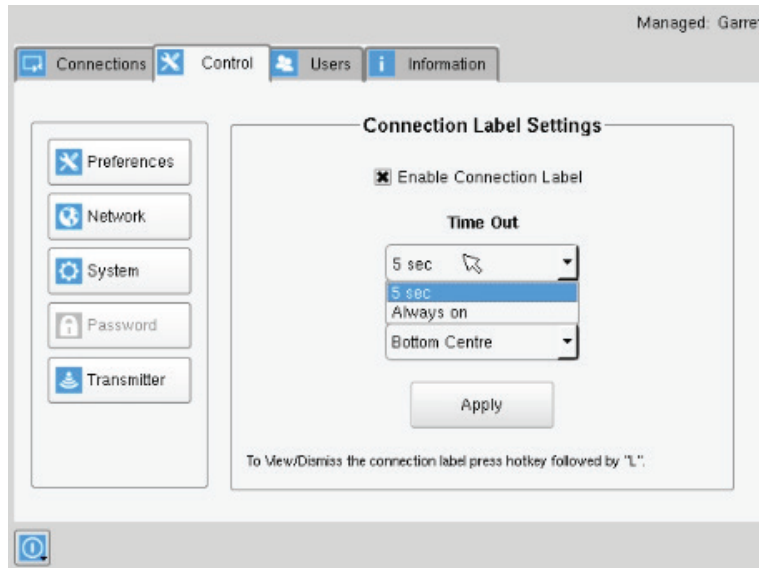 Managed: Garre
Connections Control Users i Information
Connection Label Settings
Preferences
Network
System
Password
Transmitter
Enable Connection Label
Time Out
5 sec
5 sec
Always on
Bottom Centre
Apply
To View/Dismiss the connection label press hotkey followed by "L".